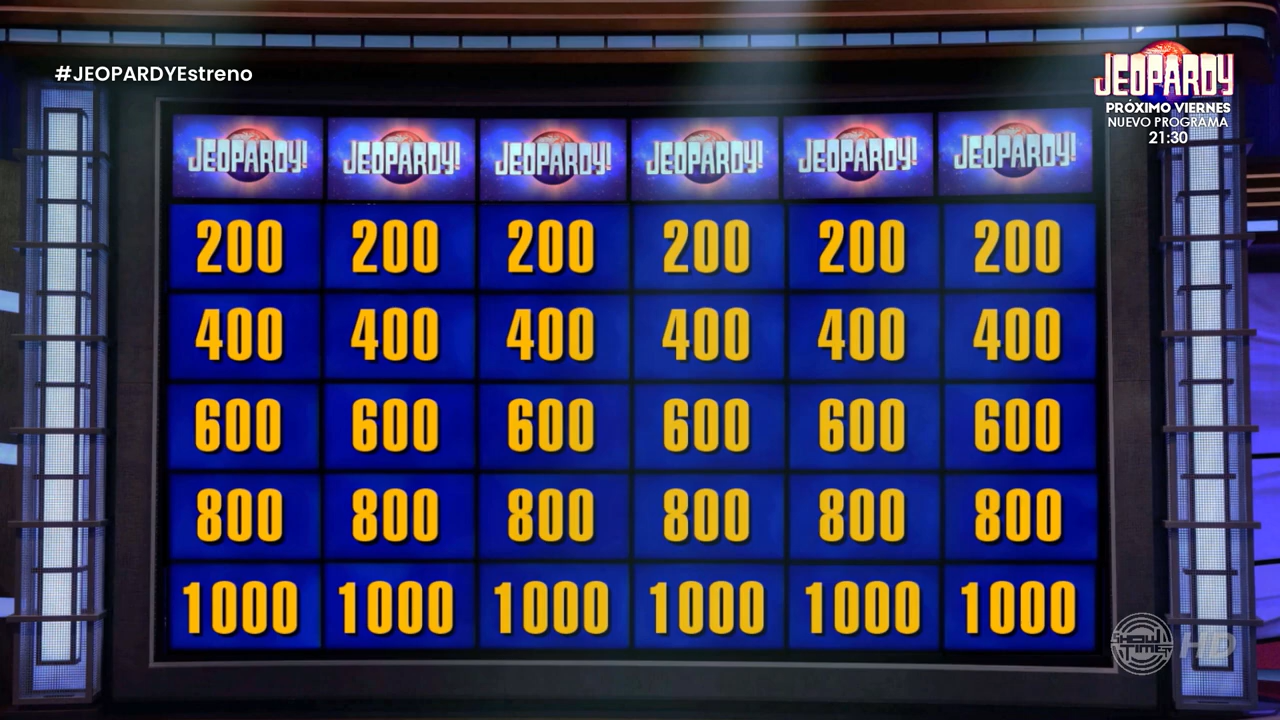 #JEOPARDYEstreno
JEOPARDY
PRÓXIMO VIERNES
NUEVO PROGRAMA
21:30
JEOPARDY! JEOPARDY! JEOPARDY! JEOPARDY! JEOPARDY! JEOPARDY!
200 200 200 200 200 200
400 400 400 400 400 400
600 600 600 600 600 600
800 800 800 800 800 800
1000 1000 1000 1000 1000 1000
SHOW
TIME
HD